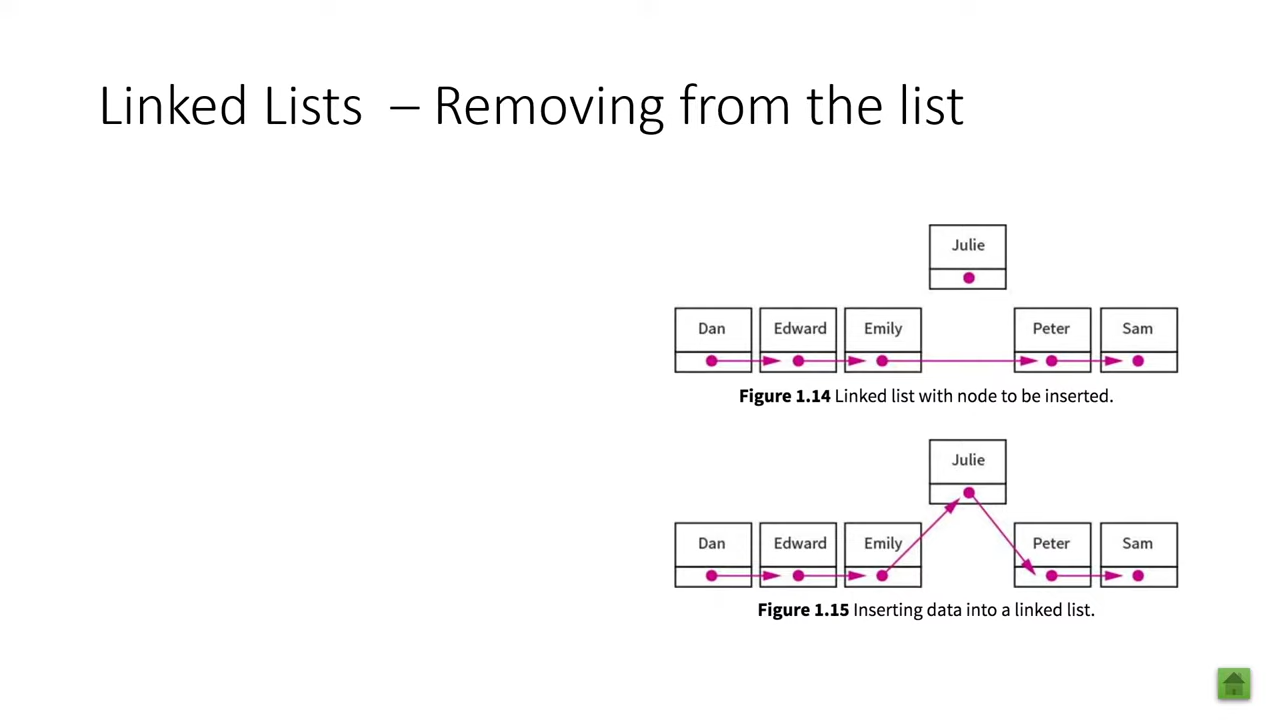 Linked Lists – Removing from the list
Julie
Dan Edward Emily Peter Sam
Figure 1.14 Linked list with node to be inserted.
Julie
Dan Edward Emily Peter Sam
Figure 1.15 Inserting data into a linked list.